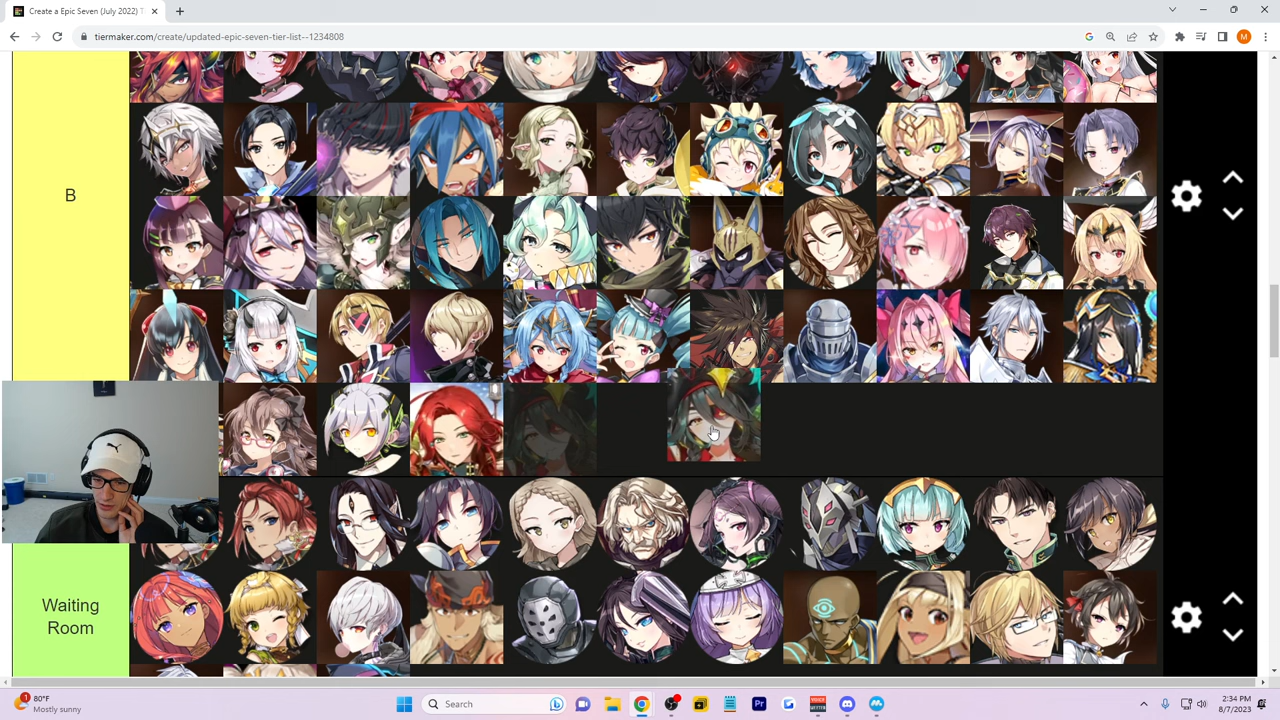 Create a Epic Seven (July 2022) T
tiermaker.com/create/updated-epic-seven-tier-list--1234808
B
Waiting
Room
1
80°F
Mostly sunny
Search
2:34 PM
8/7/2023